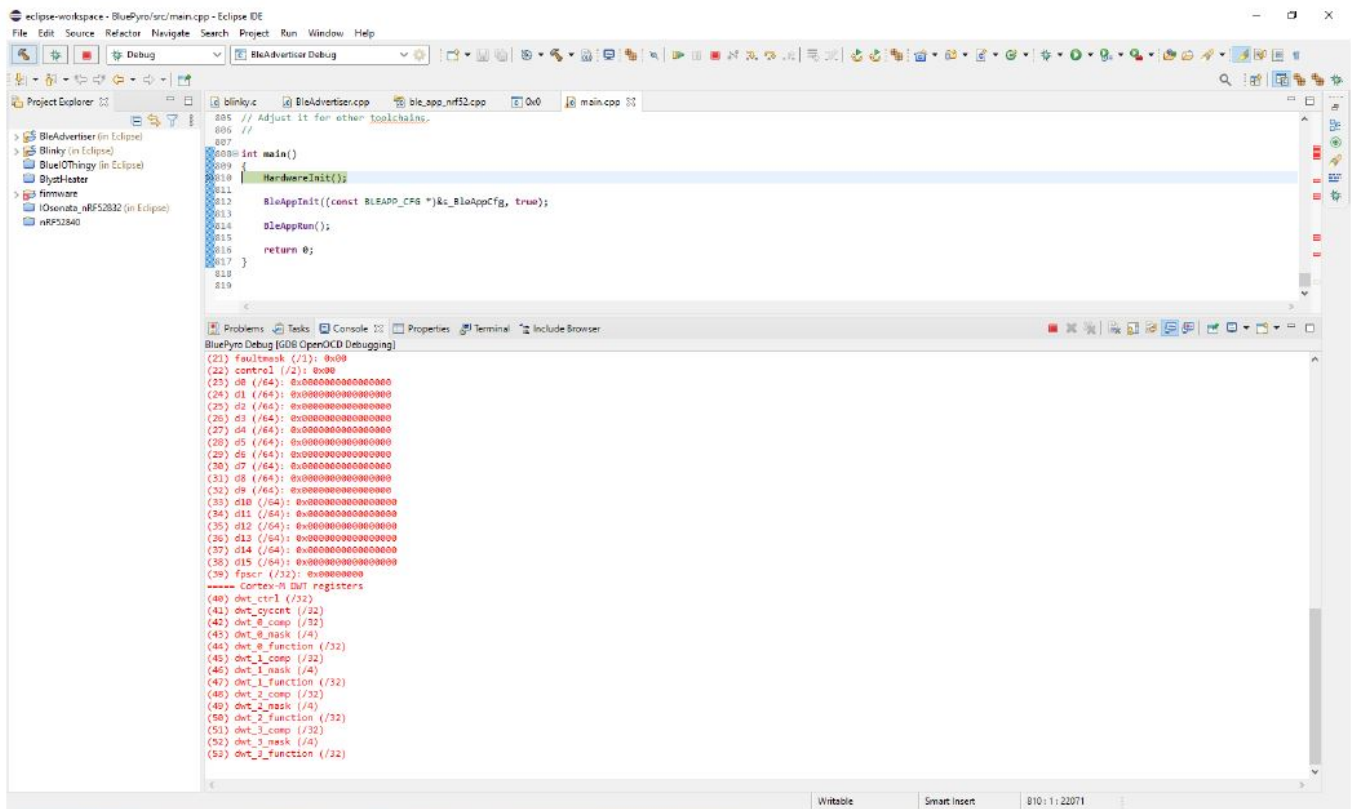 eclipse-workspace - BluePyro/src/main.cpp - Eclipse IDE
File Edit Source Refactor Navigate Search Project Run Window Help
Debug
BleAdvertiser Debug
Project Explorer
BleAdvertiser (in Eclipse)
Blinky (in Eclipse)
BlueIOThingy (in Eclipse)
BlystHeater
firmware
IOsonata_nRF52832 (in Eclipse)
nRF52840
blinky.c BleAdvertiser.cpp ble_app_nrf52.cpp 0x0 main.cpp
805 // Adjust it for other toolchains.
806 //
807
808 int main()
809 {
810 HardwareInit();
811
812 BleAppInit((const BLEAPP_CFG *)&s_BleAppCfg, true);
813
814 BleAppRun();
815
816 return 0;
817 }
818
819
Problems Tasks Console Properties Terminal Include Browser
BluePyro Debug [GDB OpenOCD Debugging]
(21) faultmask (/1): 0x00
(22) control (/2): 0x00
(23) d0 (/64): 0x0000000000000000
(24) d1 (/64): 0x0000000000000000
(25) d2 (/64): 0x0000000000000000
(26) d3 (/64): 0x0000000000000000
(27) d4 (/64): 0x0000000000000000
(28) d5 (/64): 0x0000000000000000
(29) d6 (/64): 0x0000000000000000
(30) d7 (/64): 0x0000000000000000
(31) d8 (/64): 0x0000000000000000
(32) d9 (/64): 0x0000000000000000
(33) d10 (/64): 0x0000000000000000
(34) d11 (/64): 0x0000000000000000
(35) d12 (/64): 0x0000000000000000
(36) d13 (/64): 0x0000000000000000
(37) d14 (/64): 0x0000000000000000
(38) d15 (/64): 0x0000000000000000
(39) fpscr (/32): 0x00000000
===== Cortex-M DWT registers
(40) dwt_ctrl (/32)
(41) dwt_cyccnt (/32)
(42) dwt_0_comp (/32)
(43) dwt_0_mask (/4)
(44) dwt_0_function (/32)
(45) dwt_1_comp (/32)
(46) dwt_1_mask (/4)
(47) dwt_1_function (/32)
(48) dwt_2_comp (/32)
(49) dwt_2_mask (/4)
(50) dwt_2_function (/32)
(51) dwt_3_comp (/32)
(52) dwt_3_mask (/4)
(53) dwt_3_function (/32)
Writable Smart Insert 810 : 1 : 22071